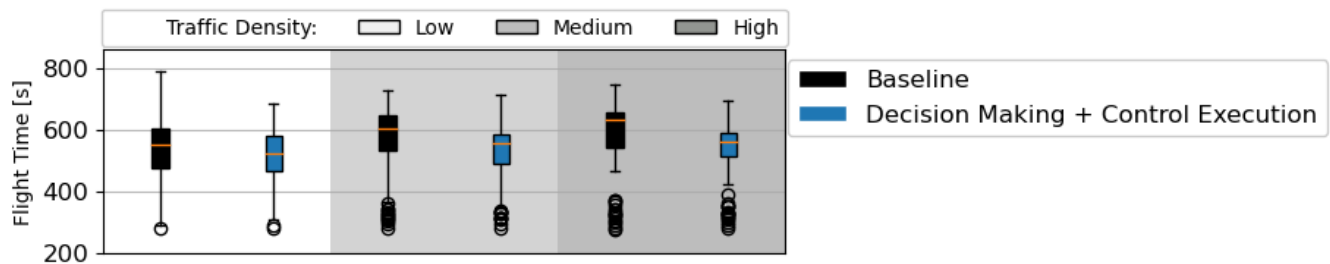 Traffic Density: Low Medium High
800
600
400
200
Flight Time [s]
Baseline
Decision Making + Control Execution